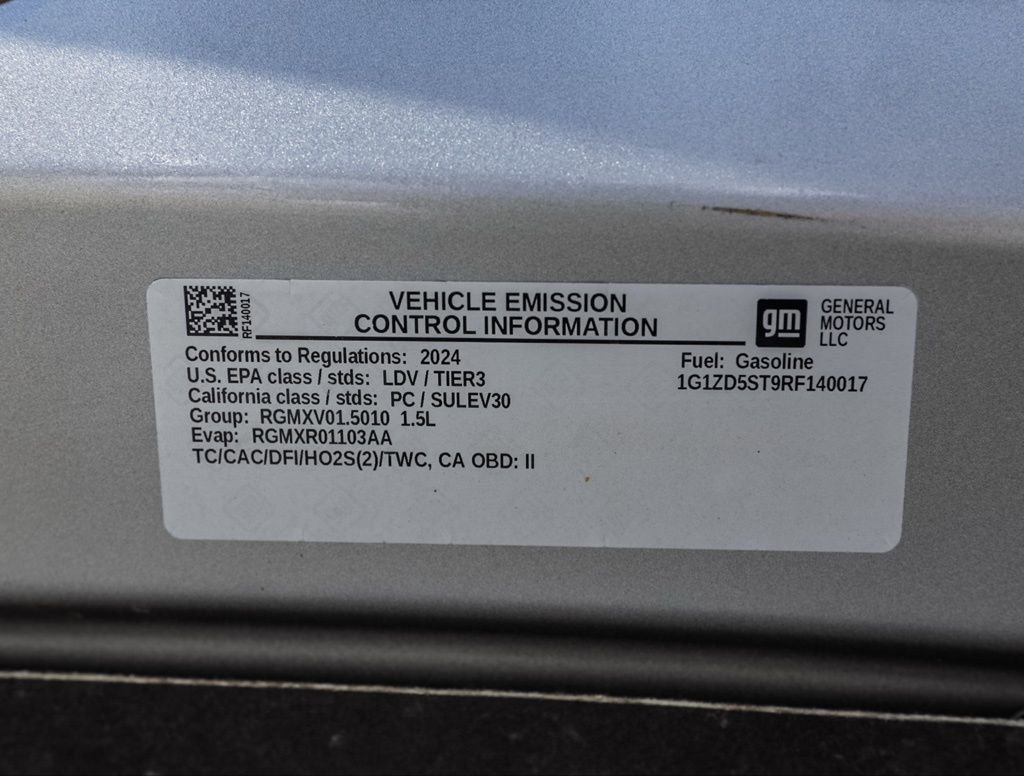 RF140017
VEHICLE EMISSION
CONTROL INFORMATION
gm
GENERAL
MOTORS
LLC
Conforms to Regulations: 2024
U.S. EPA class / stds: LDV / TIER3
California class / stds: PC / SULEV30
Group: RGMXV01.5010 1.5L
Evap: RGMXR01103AA
TC/CAC/DFI/HO2S(2)/TWC, CA OBD: II
Fuel: Gasoline
1G1ZD5ST9RF140017